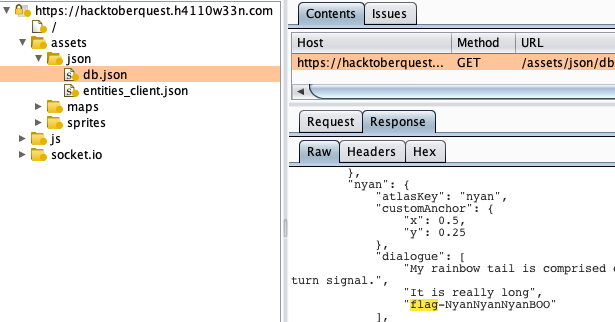 https://hacktoberquest.h4110w33n.com
/
assets
json
db.json
entities_client.json
maps
sprites
js
socket.io
Contents Issues
Host Method URL
https://hacktoberquest... GET /assets/json/db
Request Response
Raw Headers Hex
},
"nyan": {
"atlasKey": "nyan",
"customAnchor": {
"x": 0.5,
"y": 0.25
},
"dialogue": [
"My rainbow tail is comprised
turn signal.",
"It is really long",
"flag-NyanNyanNyanBOO"
],